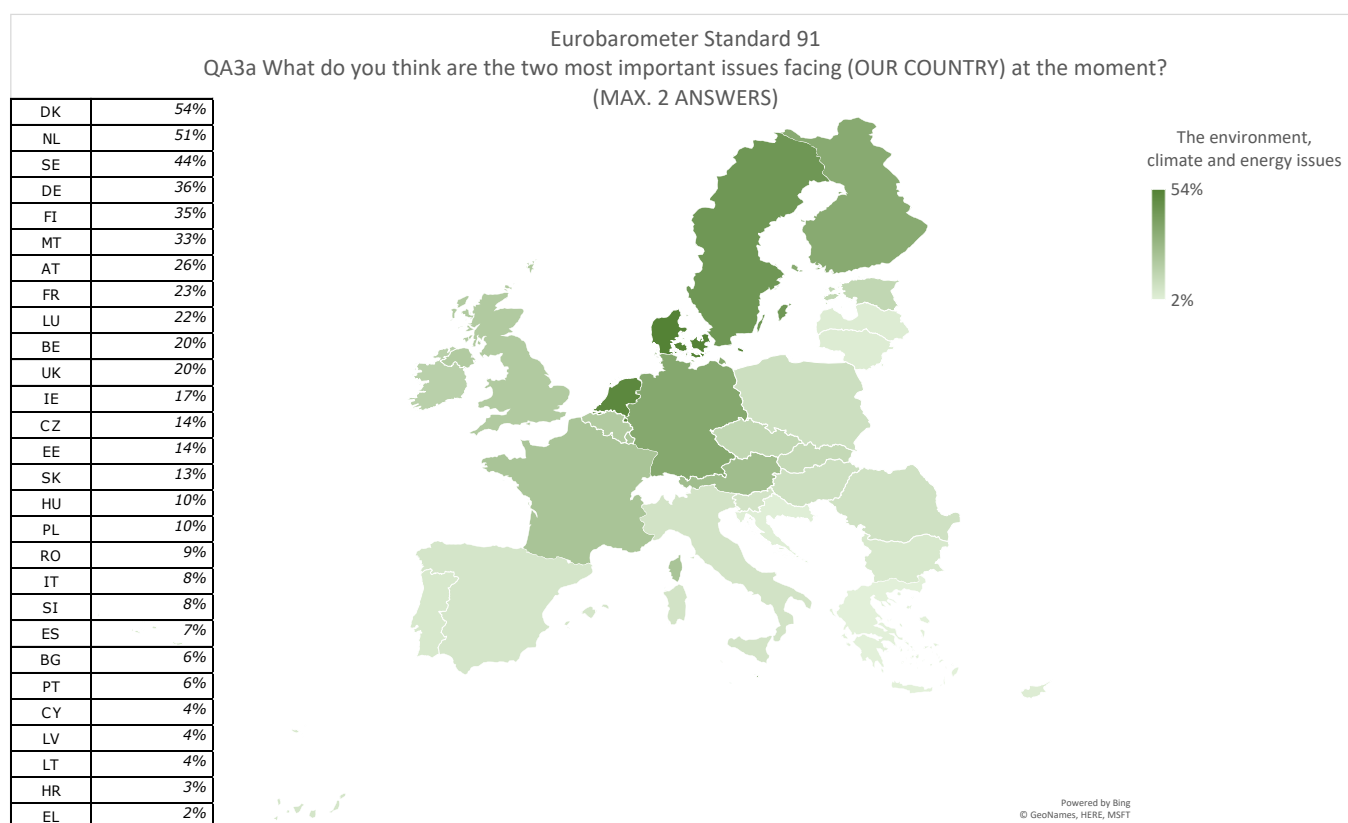 Eurobarometer Standard 91
QA3a What do you think are the two most important issues facing (OUR COUNTRY) at the moment?
(MAX. 2 ANSWERS)
DK 54%
NL 51%
SE 44%
DE 36%
FI 35%
MT 33%
AT 26%
FR 23%
LU 22%
BE 20%
UK 20%
IE 17%
CZ 14%
EE 14%
SK 13%
HU 10%
PL 10%
RO 9%
IT 8%
SI 8%
ES 7%
BG 6%
PT 6%
CY 4%
LV 4%
LT 4%
HR 3%
EL 2%
The environment,
climate and energy issues
54%
2%
Powered by Bing
© GeoNames, HERE, MSFT